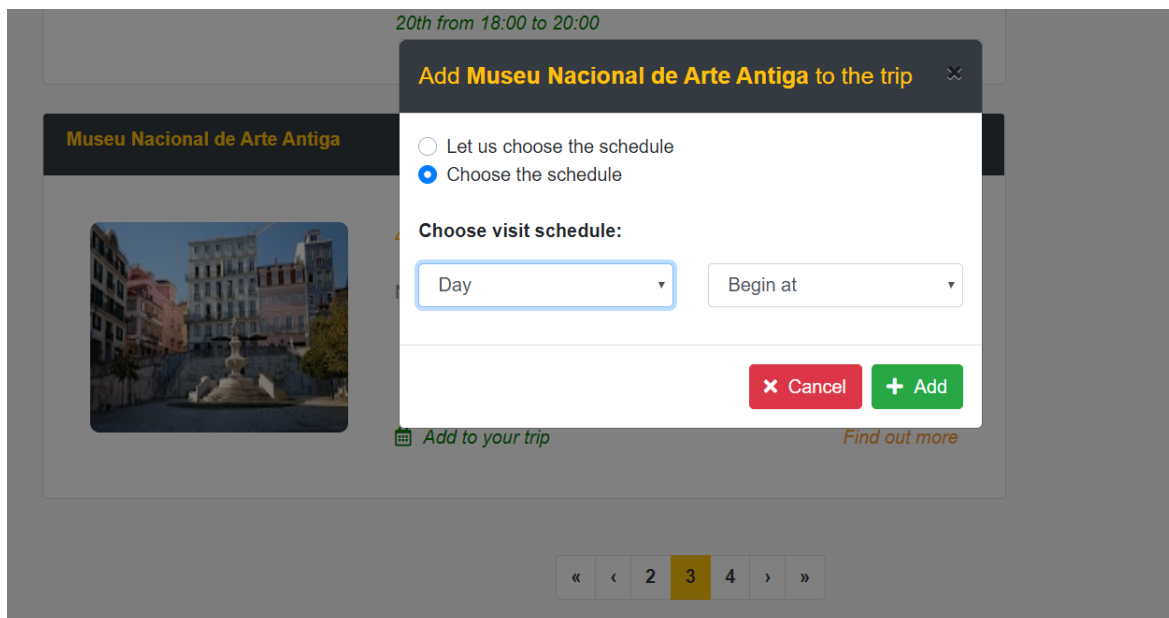 20th from 18:00 to 20:00
Add Museu Nacional de Arte Antiga to the trip ×
Museu Nacional de Arte Antiga
Let us choose the schedule
Choose the schedule
Choose visit schedule:
Day
Begin at
Cancel
Add
Add to your trip
Find out more
« ‹ 2 3 4 › »